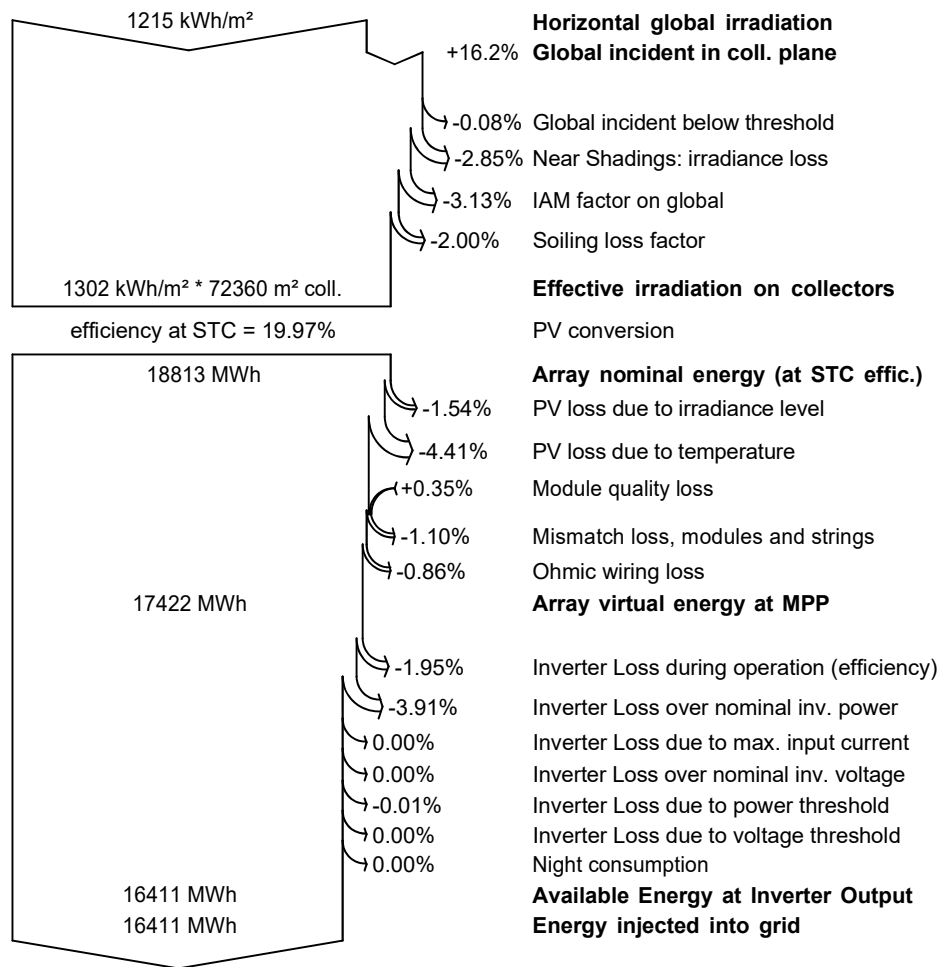 1215 kWh/m² Horizontal global irradiation
+16.2% Global incident in coll. plane
-0.08% Global incident below threshold
-2.85% Near Shadings: irradiance loss
-3.13% IAM factor on global
-2.00% Soiling loss factor
1302 kWh/m² * 72360 m² coll. Effective irradiation on collectors
efficiency at STC = 19.97% PV conversion
18813 MWh Array nominal energy (at STC effic.)
-1.54% PV loss due to irradiance level
-4.41% PV loss due to temperature
+0.35% Module quality loss
-1.10% Mismatch loss, modules and strings
-0.86% Ohmic wiring loss
17422 MWh Array virtual energy at MPP
-1.95% Inverter Loss during operation (efficiency)
-3.91% Inverter Loss over nominal inv. power
0.00% Inverter Loss due to max. input current
0.00% Inverter Loss over nominal inv. voltage
-0.01% Inverter Loss due to power threshold
0.00% Inverter Loss due to voltage threshold
0.00% Night consumption
16411 MWh Available Energy at Inverter Output
16411 MWh Energy injected into grid